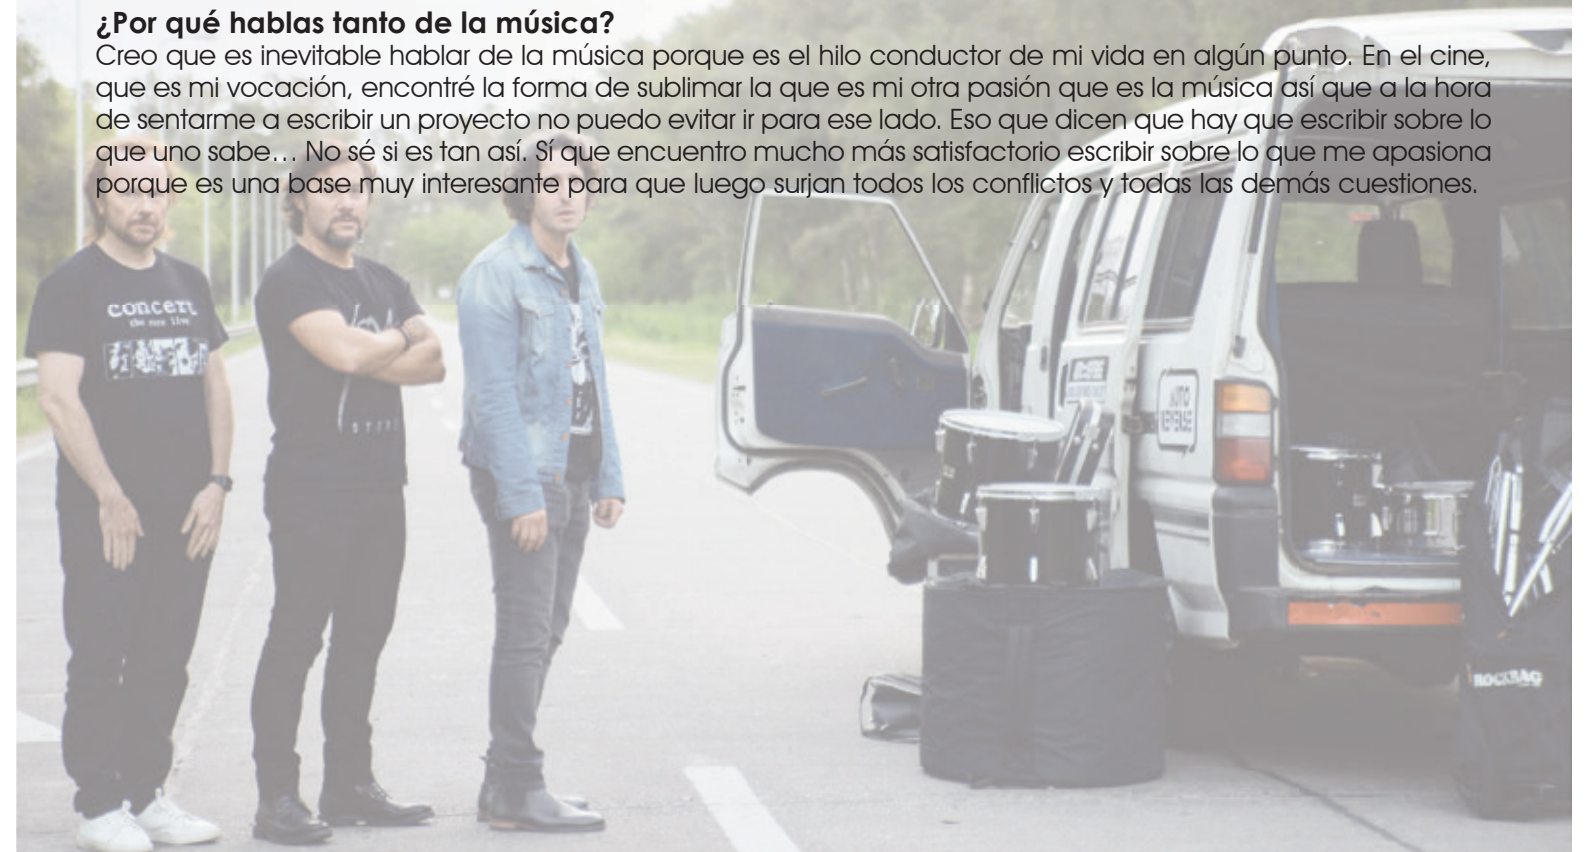 ¿Por qué hablas tanto de la música?
Creo que es inevitable hablar de la música porque es el hilo conductor de mi vida en algún punto. En el cine,
que es mi vocación, encontré la forma de sublimar la que es mi otra pasión que es la música así que a la hora
de sentarme a escribir un proyecto no puedo evitar ir para ese lado. Eso que dicen que hay que escribir sobre lo
que uno sabe… No sé si es tan así. Sí que encuentro mucho más satisfactorio escribir sobre lo que me apasiona
porque es una base muy interesante para que luego surjan todos los conflictos y todas las demás cuestiones.
concert
AUTO
ROCKBAG